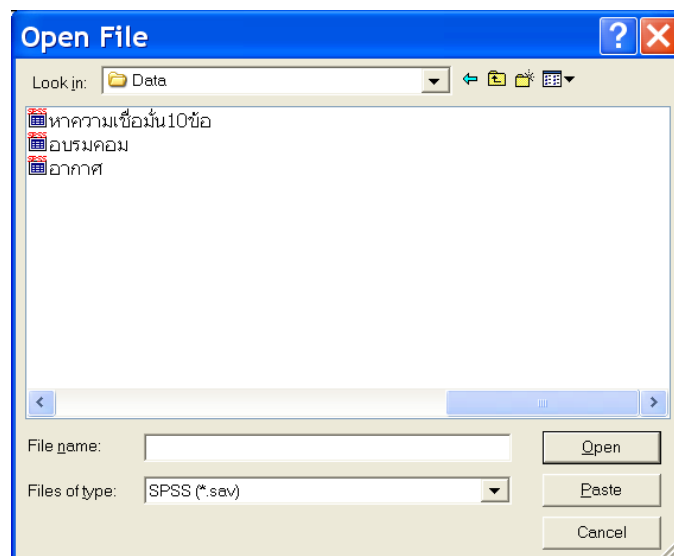 Open File
Look in: Data
หาความเชื่อมั่น10ข้อ
อบรมคอม
อากาศ
File name: Open
Files of type: SPSS (*.sav) Paste
Cancel